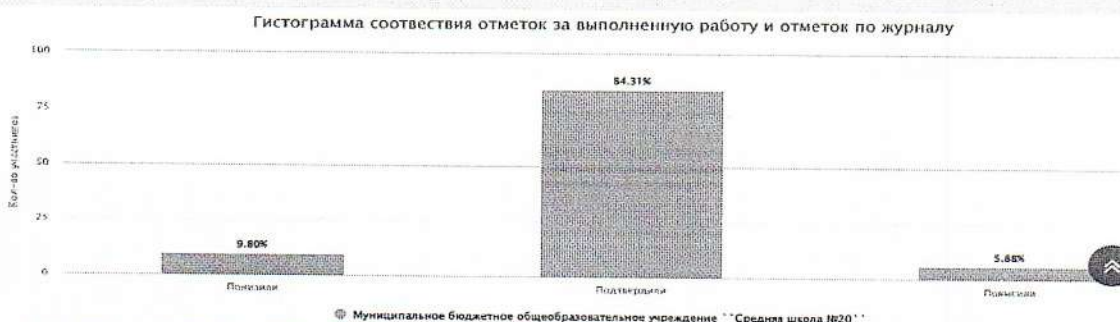 Гистограмма соотвествия отметок за выполненную работу и отметок по журналу
Кол-во участников
100
75
50
25
0
9.80%
84.31%
5.88%
Понизили
Подтвердили
Повысили
Муниципальное бюджетное общеобразовательное учреждение ``Средняя школа №20``